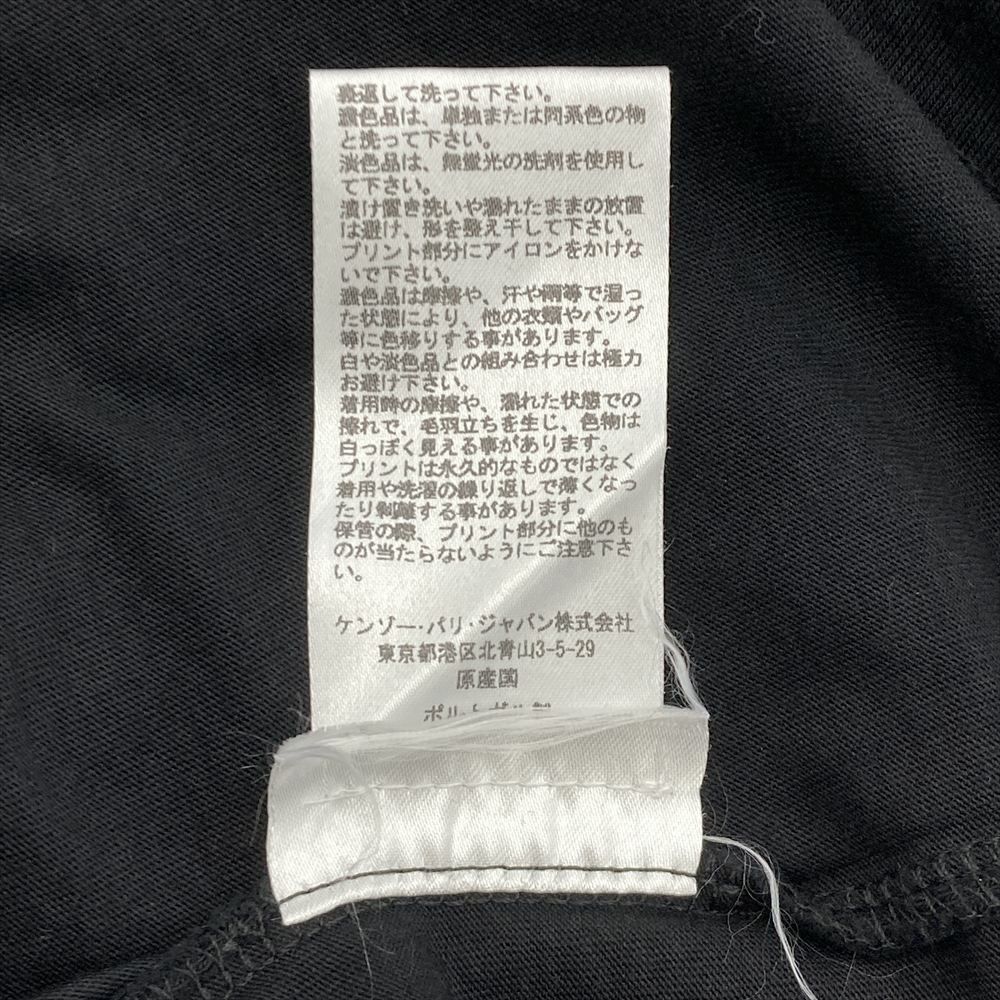 裏返して洗って下さい。
濃色品は、単独または同系色の物
と洗って下さい。
淡色品は、無蛍光の洗剤を使用し
て下さい。
漬け置き洗いや濡れたままの放置
は避け、形を整え干して下さい。
プリント部分にアイロンをかけな
いで下さい。
濃色品は摩擦や、汗や雨等で湿っ
た状態により、他の衣類やバッグ
等に色移りする事があります。
白や淡色品との組み合わせは極力
お避け下さい。
着用時の摩擦や、濡れた状態での
擦れで、毛羽立ちを生じ、色物は
白っぽく見える事があります。
プリントは永久的なものではなく
着用や洗濯の繰り返しで薄くなっ
たり剥離する事があります。
保管の際、プリント部分に他のも
のが当たらないようにご注意下さ
い。
ケンゾー・パリ・ジャパン株式会社
東京都港区北青山3-5-29
原産国
ポルトガル製